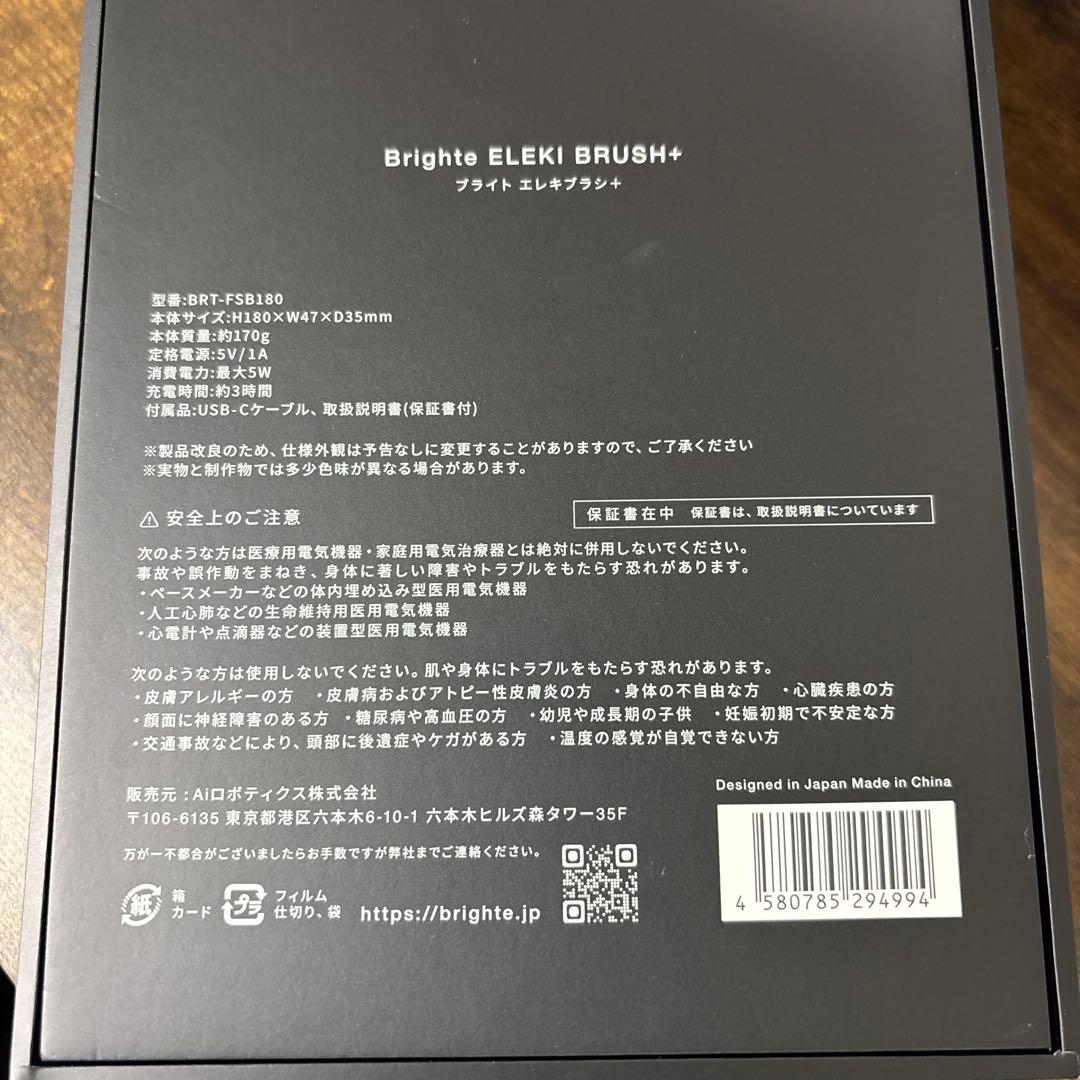 Brighte ELEKI BRUSH+
ブライト エレキブラシ+
型番:BRT-FSB180
本体サイズ:H180×W47×D35mm
本体質量:約170g
定格電源:5V/1A
消費電力:最大5W
充電時間:約3時間
付属品:USB-Cケーブル、取扱説明書(保証書付)
※製品改良のため、仕様外観は予告なしに変更することがありますので、ご了承ください
※実物と制作物では多少色味が異なる場合があります。
⚠ 安全上のご注意
保証書在中 保証書は、取扱説明書についています
次のような方は医療用電気機器・家庭用電気治療器とは絶対に併用しないでください。
事故や誤作動をまねき、身体に著しい障害やトラブルをもたらす恐れがあります。
・ペースメーカーなどの体内埋め込み型医用電気機器
・人工心肺などの生命維持用医用電気機器
・心電計や点滴器などの装置型医用電気機器
次のような方は使用しないでください。肌や身体にトラブルをもたらす恐れがあります。
・皮膚アレルギーの方 ・皮膚病およびアトピー性皮膚炎の方 ・身体の不自由な方 ・心臓疾患の方
・顔面に神経障害のある方 ・糖尿病や高血圧の方 ・幼児や成長期の子供 ・妊娠初期で不安定な方
・交通事故などにより、頭部に後遺症やケガがある方 ・温度の感覚が自覚できない方
販売元:Aiロボティクス株式会社
〒106-6135 東京都港区六本木6-10-1 六本木ヒルズ森タワー35F
万が一不都合がございましたらお手数ですが弊社までご連絡ください。
紙 箱
カード
プラ フィルム
仕切り、袋
https://brighte.jp
Designed in Japan Made in China
4 580785 294994